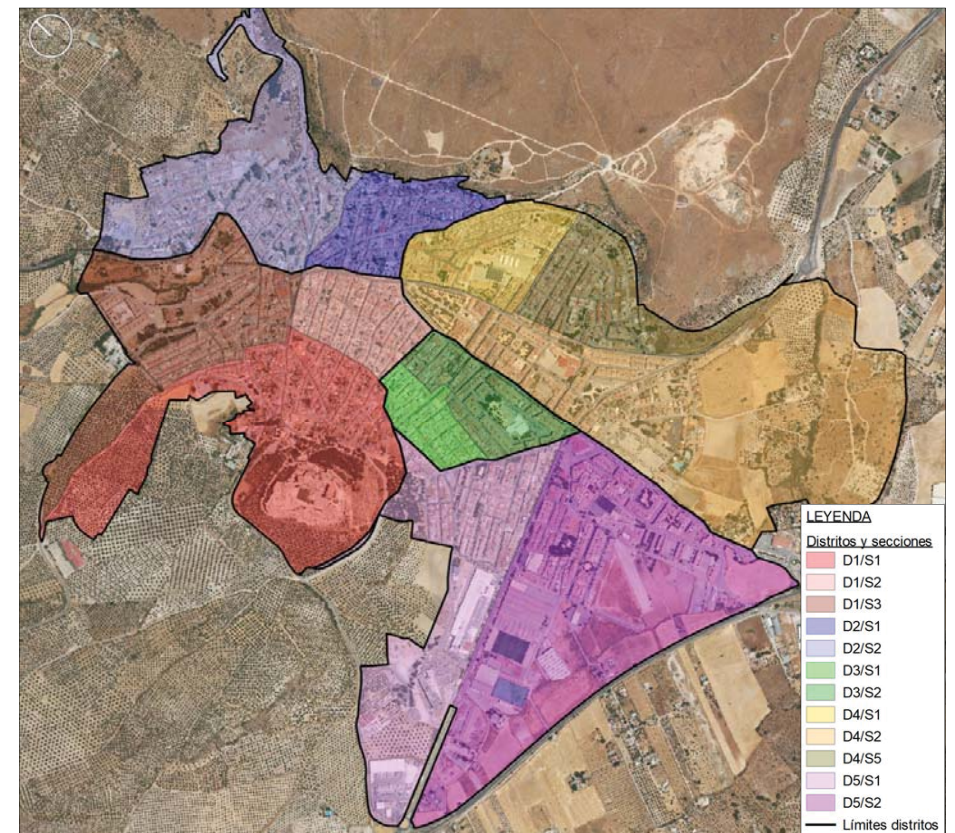 LEYENDA
Distritos y secciones
D1/S1
D1/S2
D1/S3
D2/S1
D2/S2
D3/S1
D3/S2
D4/S1
D4/S2
D4/S5
D5/S1
D5/S2
Límites distritos